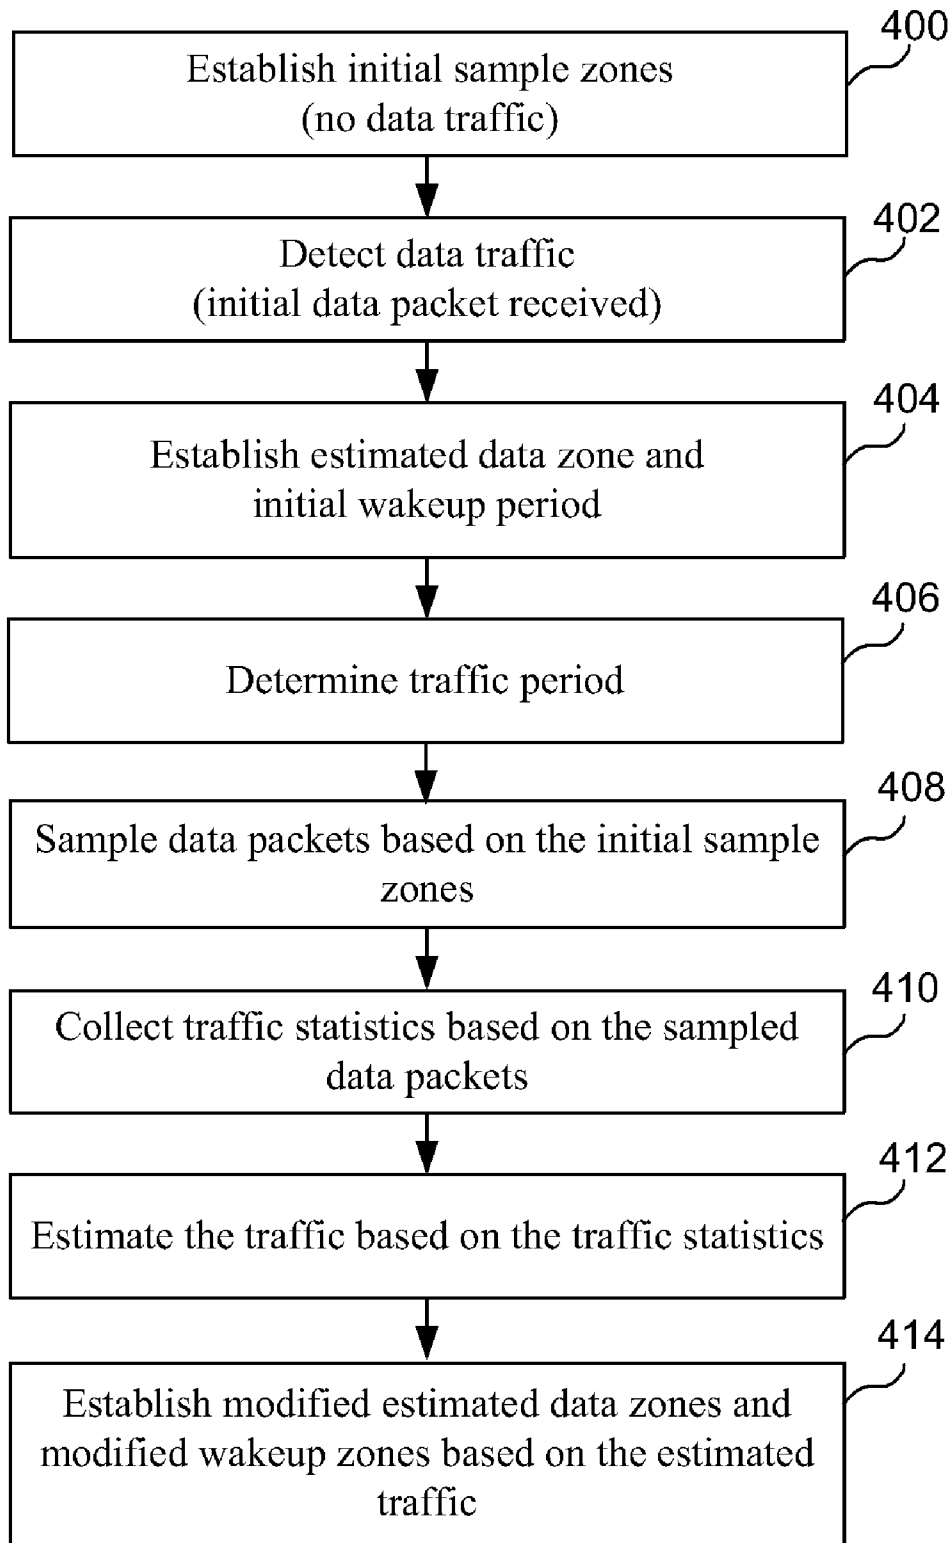 400
Establish initial sample zones
(no data traffic)
402
Detect data traffic
(initial data packet received)
404
Establish estimated data zone and
initial wakeup period
406
Determine traffic period
408
Sample data packets based on the initial sample
zones
410
Collect traffic statistics based on the sampled
data packets
412
Estimate the traffic based on the traffic statistics
414
Establish modified estimated data zones and
modified wakeup zones based on the estimated
traffic